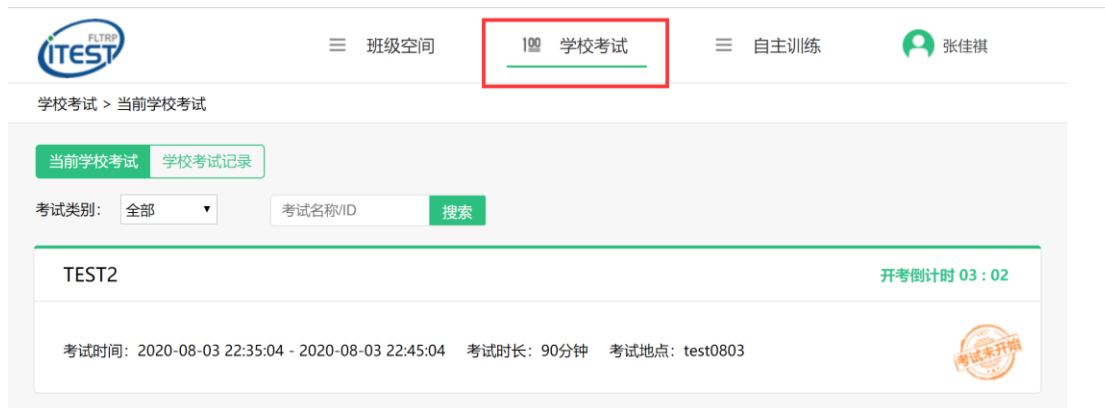 FLTRP
iTEST
班级空间
100 学校考试
自主训练
张佳祺
学校考试 > 当前学校考试
当前学校考试 学校考试记录
考试类别： 全部 考试名称/ID 搜索
TEST2 开考倒计时 03：02
考试时间：2020-08-03 22:35:04 - 2020-08-03 22:45:04 考试时长：90分钟 考试地点：test0803
考试未开始